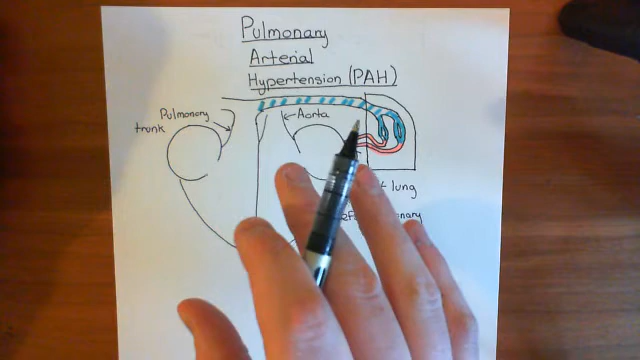 Pulmonary
Arterial
Hypertension (PAH)
Pulmonary
trunk
Aorta
lung